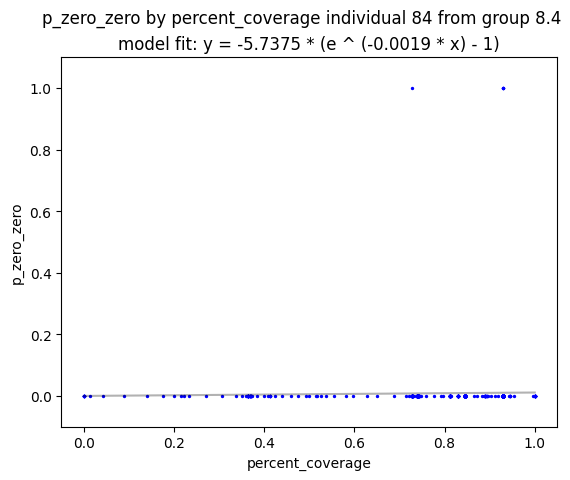 p_zero_zero by percent_coverage individual 84 from group 8.4
model fit: y = -5.7375 * (e ^ (-0.0019 * x) - 1)
1.0
0.8
0.6
0.4
0.2
0.0
p_zero_zero
0.0 0.2 0.4 0.6 0.8 1.0
percent_coverage